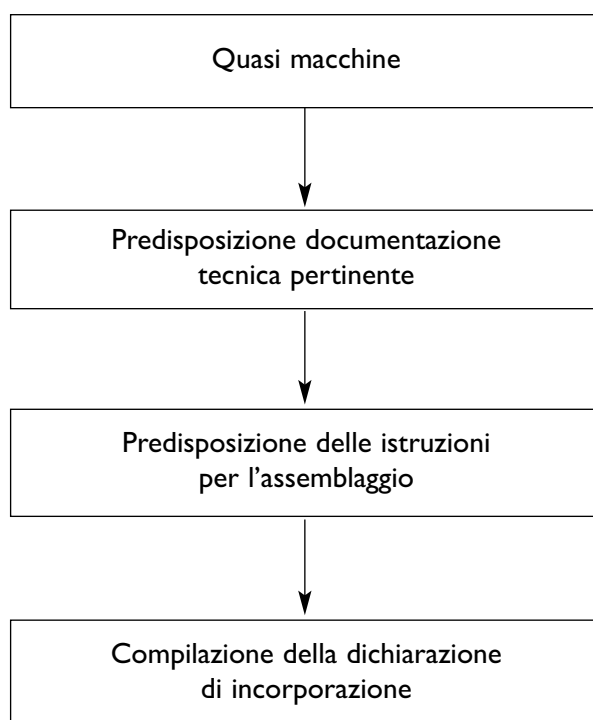 Quasi macchine
Predisposizione documentazione
tecnica pertinente
Predisposizione delle istruzioni
per l’assemblaggio
Compilazione della dichiarazione
di incorporazione